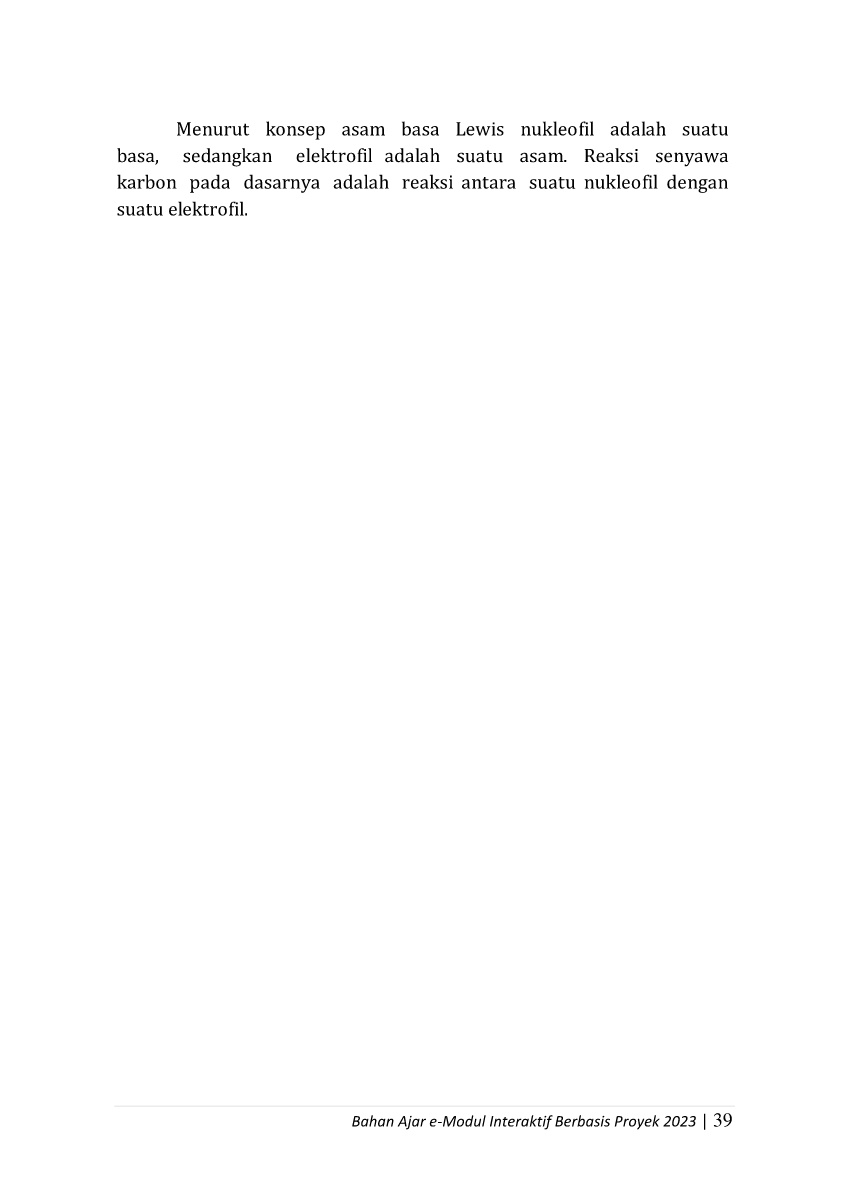 Menurut konsep asam basa Lewis nukleofil adalah suatu
basa, sedangkan elektrofil adalah suatu asam. Reaksi senyawa
karbon pada dasarnya adalah reaksi antara suatu nukleofil dengan
suatu elektrofil.
Bahan Ajar e-Modul Interaktif Berbasis Proyek 2023 | 39